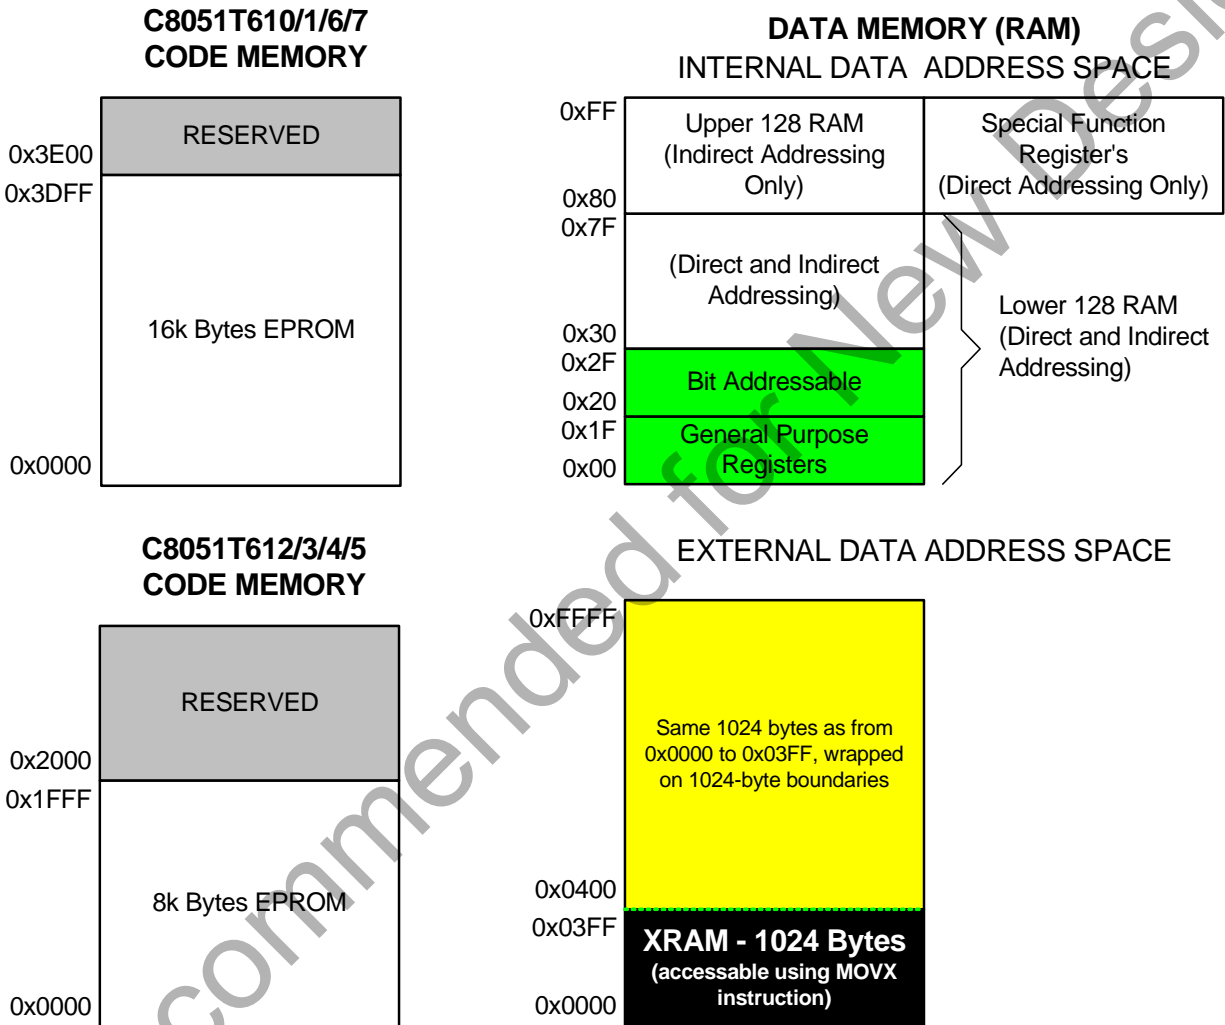 C8051T610/1/6/7
CODE MEMORY
RESERVED
0x3E00
0x3DFF
16k Bytes EPROM
0x0000
C8051T612/3/4/5
CODE MEMORY
RESERVED
0x2000
0x1FFF
8k Bytes EPROM
0x0000
DATA MEMORY (RAM)
INTERNAL DATA ADDRESS SPACE
0xFF
Upper 128 RAM
(Indirect Addressing
Only)
Special Function
Register's
(Direct Addressing Only)
0x80
0x7F
(Direct and Indirect
Addressing)
Lower 128 RAM
(Direct and Indirect
Addressing)
0x30
0x2F
Bit Addressable
0x20
0x1F
General Purpose
Registers
0x00
EXTERNAL DATA ADDRESS SPACE
0xFFFF
Same 1024 bytes as from
0x0000 to 0x03FF, wrapped
on 1024-byte boundaries
0x0400
0x03FF
XRAM - 1024 Bytes
(accessable using MOVX
instruction)
0x0000
for New